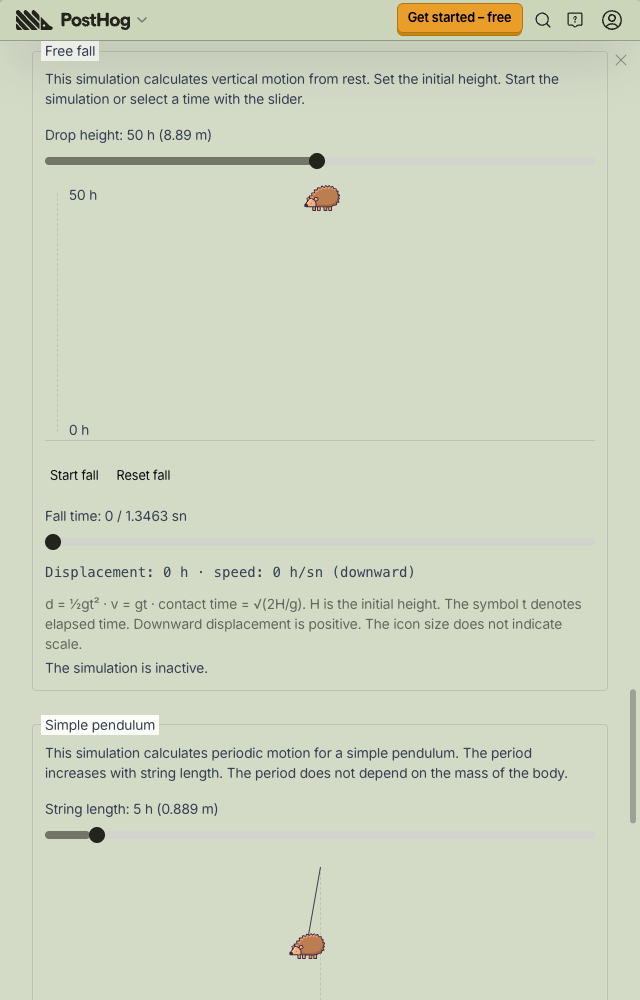 PostHog
Get started – free
Free fall
This simulation calculates vertical motion from rest. Set the initial height. Start the
simulation or select a time with the slider.
Drop height: 50 h (8.89 m)
50 h
0 h
Start fall Reset fall
Fall time: 0 / 1.3463 sn
Displacement: 0 h · speed: 0 h/sn (downward)
d = ½gt² · v = gt · contact time = √(2H/g). H is the initial height. The symbol t denotes
elapsed time. Downward displacement is positive. The icon size does not indicate
scale.
The simulation is inactive.
Simple pendulum
This simulation calculates periodic motion for a simple pendulum. The period
increases with string length. The period does not depend on the mass of the body.
String length: 5 h (0.889 m)